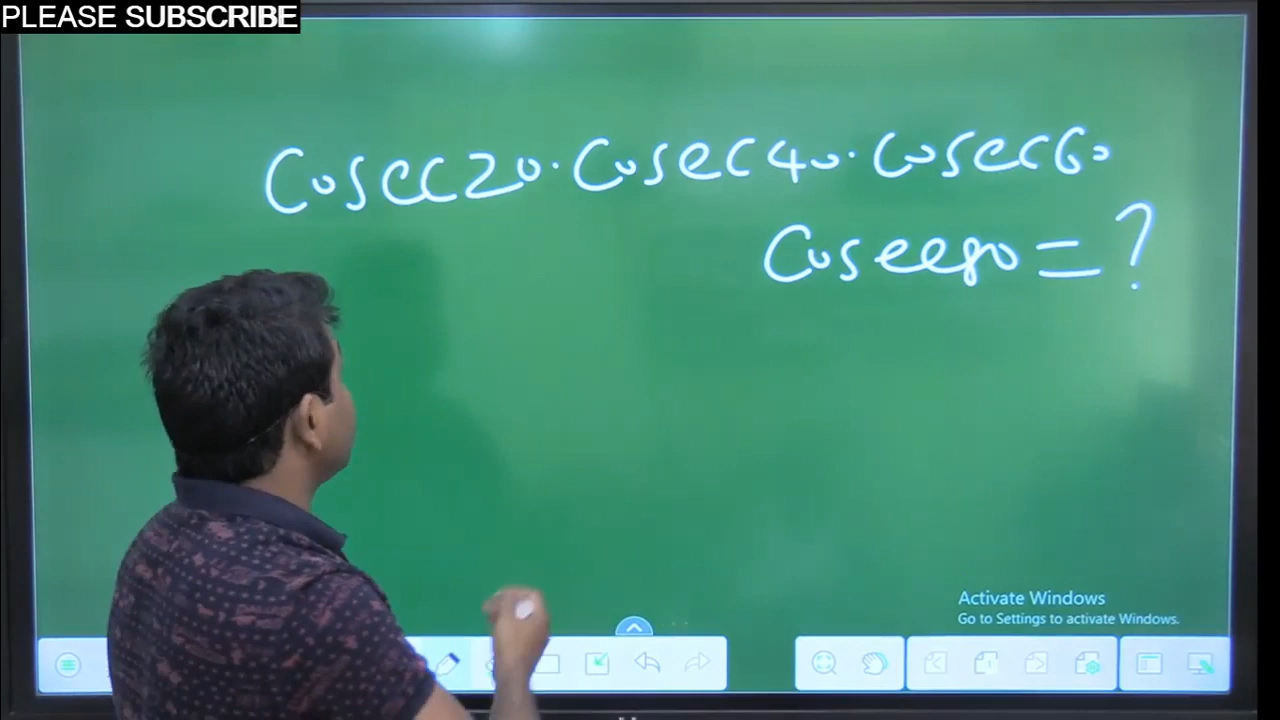 PLEASE SUBSCRIBE
Cosec20.Cosec40.Cosec60
Cosec80=?
Activate Windows
Go to Settings to activate Windows.